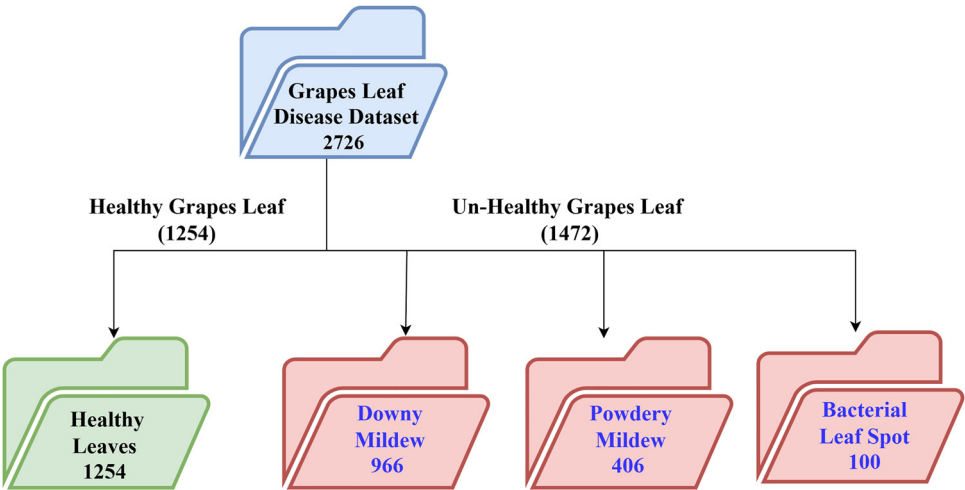 Grapes Leaf
Disease Dataset
2726
Healthy Grapes Leaf
(1254)
Un-Healthy Grapes Leaf
(1472)
Healthy
Leaves
1254
Downy
Mildew
966
Powdery
Mildew
406
Bacterial
Leaf Spot
100